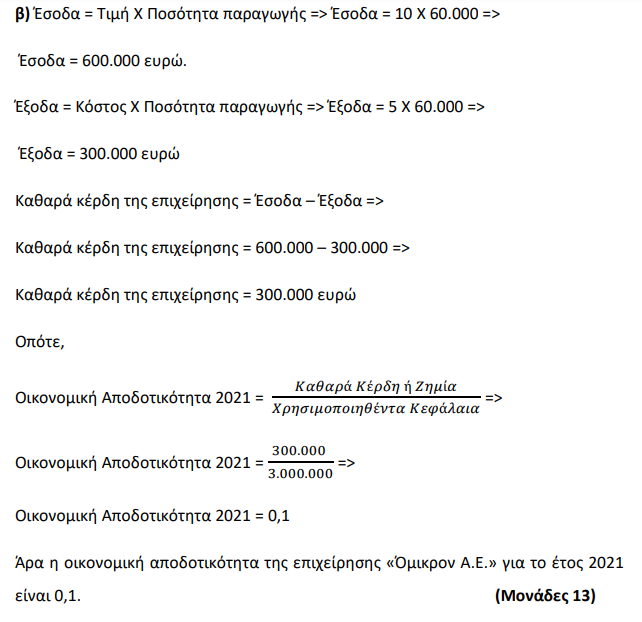 β) Έσοδα = Τιμή Χ Ποσότητα παραγωγής => Έσοδα = 10 Χ 60.000 =>
Έσοδα = 600.000 ευρώ.
Έξοδα = Κόστος Χ Ποσότητα παραγωγής => Έξοδα = 5 Χ 60.000 =>
Έξοδα = 300.000 ευρώ
Καθαρά κέρδη της επιχείρησης = Έσοδα – Έξοδα =>
Καθαρά κέρδη της επιχείρησης = 600.000 – 300.000 =>
Καθαρά κέρδη της επιχείρησης = 300.000 ευρώ
Οπότε,
Οικονομική Αποδοτικότητα 2021 = Καθαρά Κέρδη ή Ζημία / Χρησιμοποιηθέντα Κεφάλαια =>
Οικονομική Αποδοτικότητα 2021 = 300.000 / 3.000.000 =>
Οικονομική Αποδοτικότητα 2021 = 0,1
Άρα η οικονομική αποδοτικότητα της επιχείρησης «Όμικρον Α.Ε.» για το έτος 2021
είναι 0,1. (Μονάδες 13)